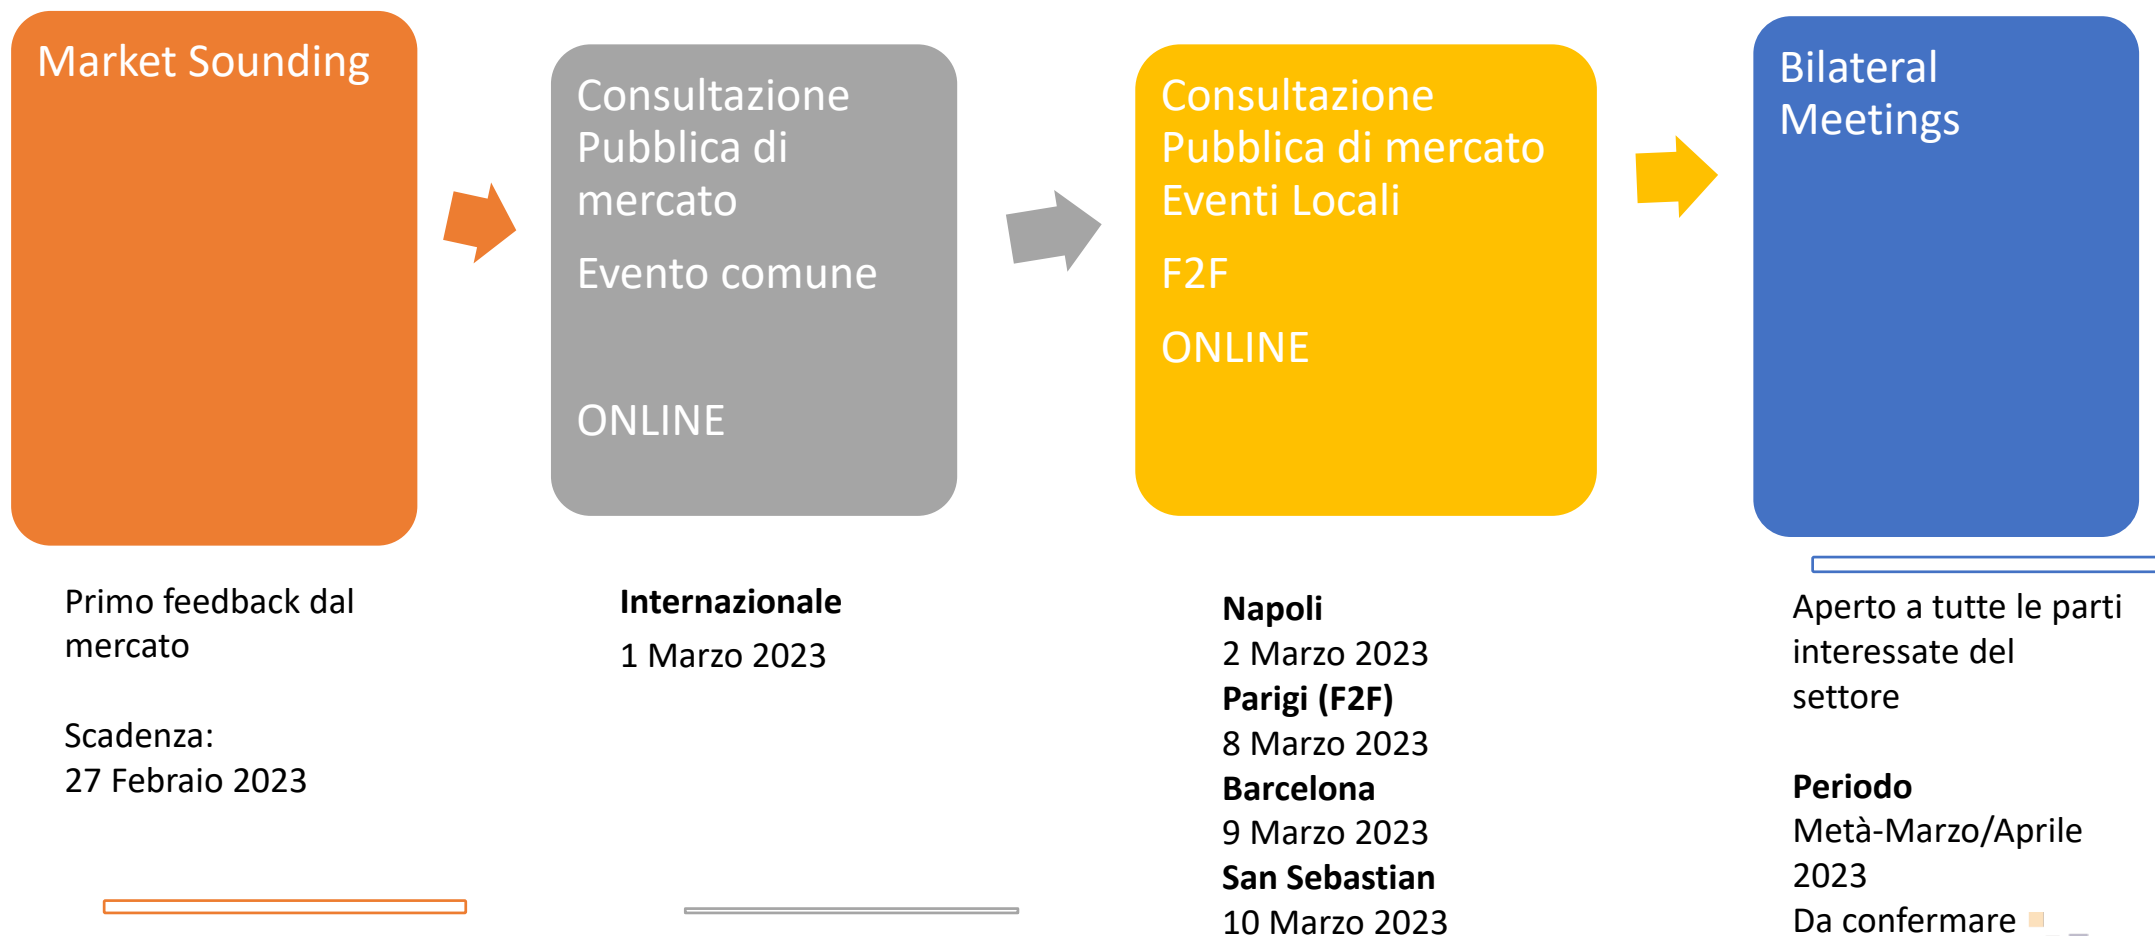 Market Sounding
Primo feedback dal
mercato
Scadenza:
27 Febraio 2023
Consultazione
Pubblica di
mercato
Evento comune
ONLINE
Internazionale
1 Marzo 2023
Consultazione
Pubblica di mercato
Eventi Locali
F2F
ONLINE
Napoli
2 Marzo 2023
Parigi (F2F)
8 Marzo 2023
Barcelona
9 Marzo 2023
San Sebastian
10 Marzo 2023
Bilateral
Meetings
Aperto a tutte le parti
interessate del
settore
Periodo
Metà-Marzo/Aprile
2023
Da confermare